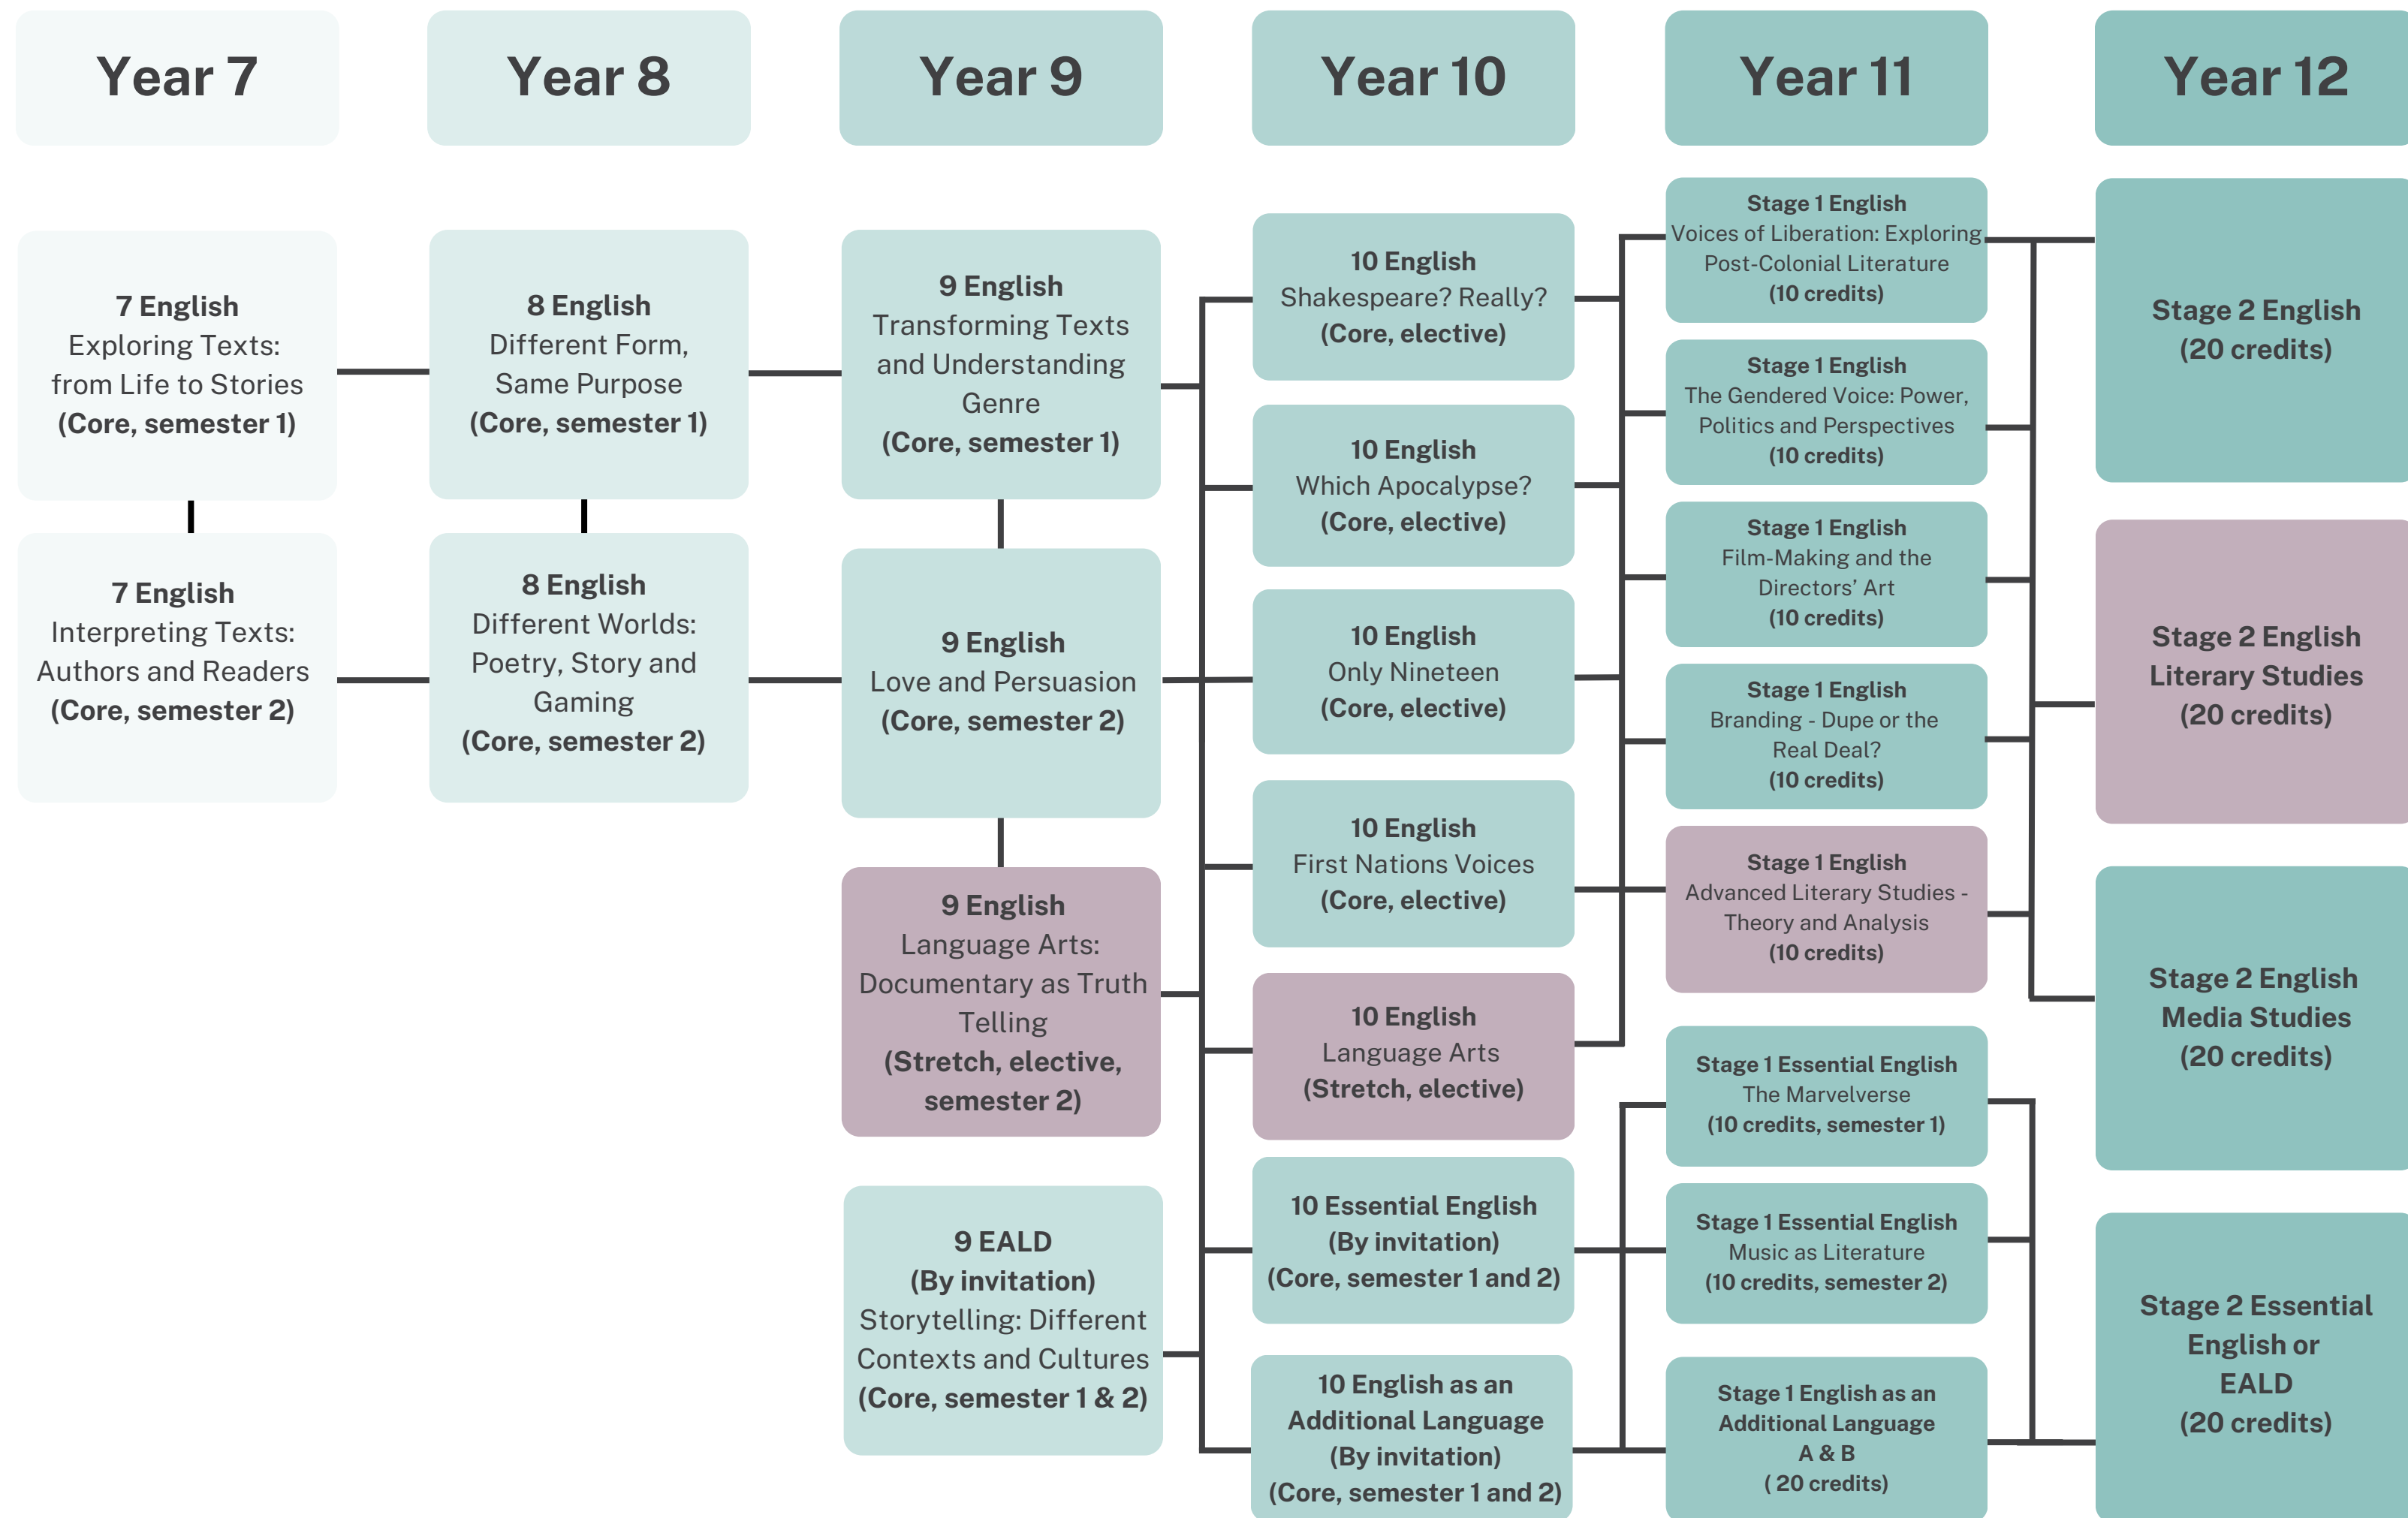 Year 7
Year 8
Year 9
Year 10
Year 11
Year 12
7 English
Exploring Texts:
from Life to Stories
(Core, semester 1)
7 English
Interpreting Texts:
Authors and Readers
(Core, semester 2)
8 English
Different Form,
Same Purpose
(Core, semester 1)
8 English
Different Worlds:
Poetry, Story and
Gaming
(Core, semester 2)
9 English
Transforming Texts
and Understanding
Genre
(Core, semester 1)
9 English
Love and Persuasion
(Core, semester 2)
9 English
Language Arts:
Documentary as Truth
Telling
(Stretch, elective,
semester 2)
9 EALD
(By invitation)
Storytelling: Different
Contexts and Cultures
(Core, semester 1 & 2)
10 English
Shakespeare? Really?
(Core, elective)
10 English
Which Apocalypse?
(Core, elective)
10 English
Only Nineteen
(Core, elective)
10 English
First Nations Voices
(Core, elective)
10 English
Language Arts
(Stretch, elective)
10 Essential English
(By invitation)
(Core, semester 1 and 2)
10 English as an
Additional Language
(By invitation)
(Core, semester 1 and 2)
Stage 1 English
Voices of Liberation: Exploring
Post-Colonial Literature
(10 credits)
Stage 1 English
The Gendered Voice: Power,
Politics and Perspectives
(10 credits)
Stage 1 English
Film-Making and the
Directors’ Art
(10 credits)
Stage 1 English
Branding - Dupe or the
Real Deal?
(10 credits)
Stage 1 English
Advanced Literary Studies -
Theory and Analysis
(10 credits)
Stage 1 Essential English
The Marvelverse
(10 credits, semester 1)
Stage 1 Essential English
Music as Literature
(10 credits, semester 2)
Stage 1 English as an
Additional Language
A & B
( 20 credits)
Stage 2 English
(20 credits)
Stage 2 English
Literary Studies
(20 credits)
Stage 2 English
Media Studies
(20 credits)
Stage 2 Essential
English or
EALD
(20 credits)